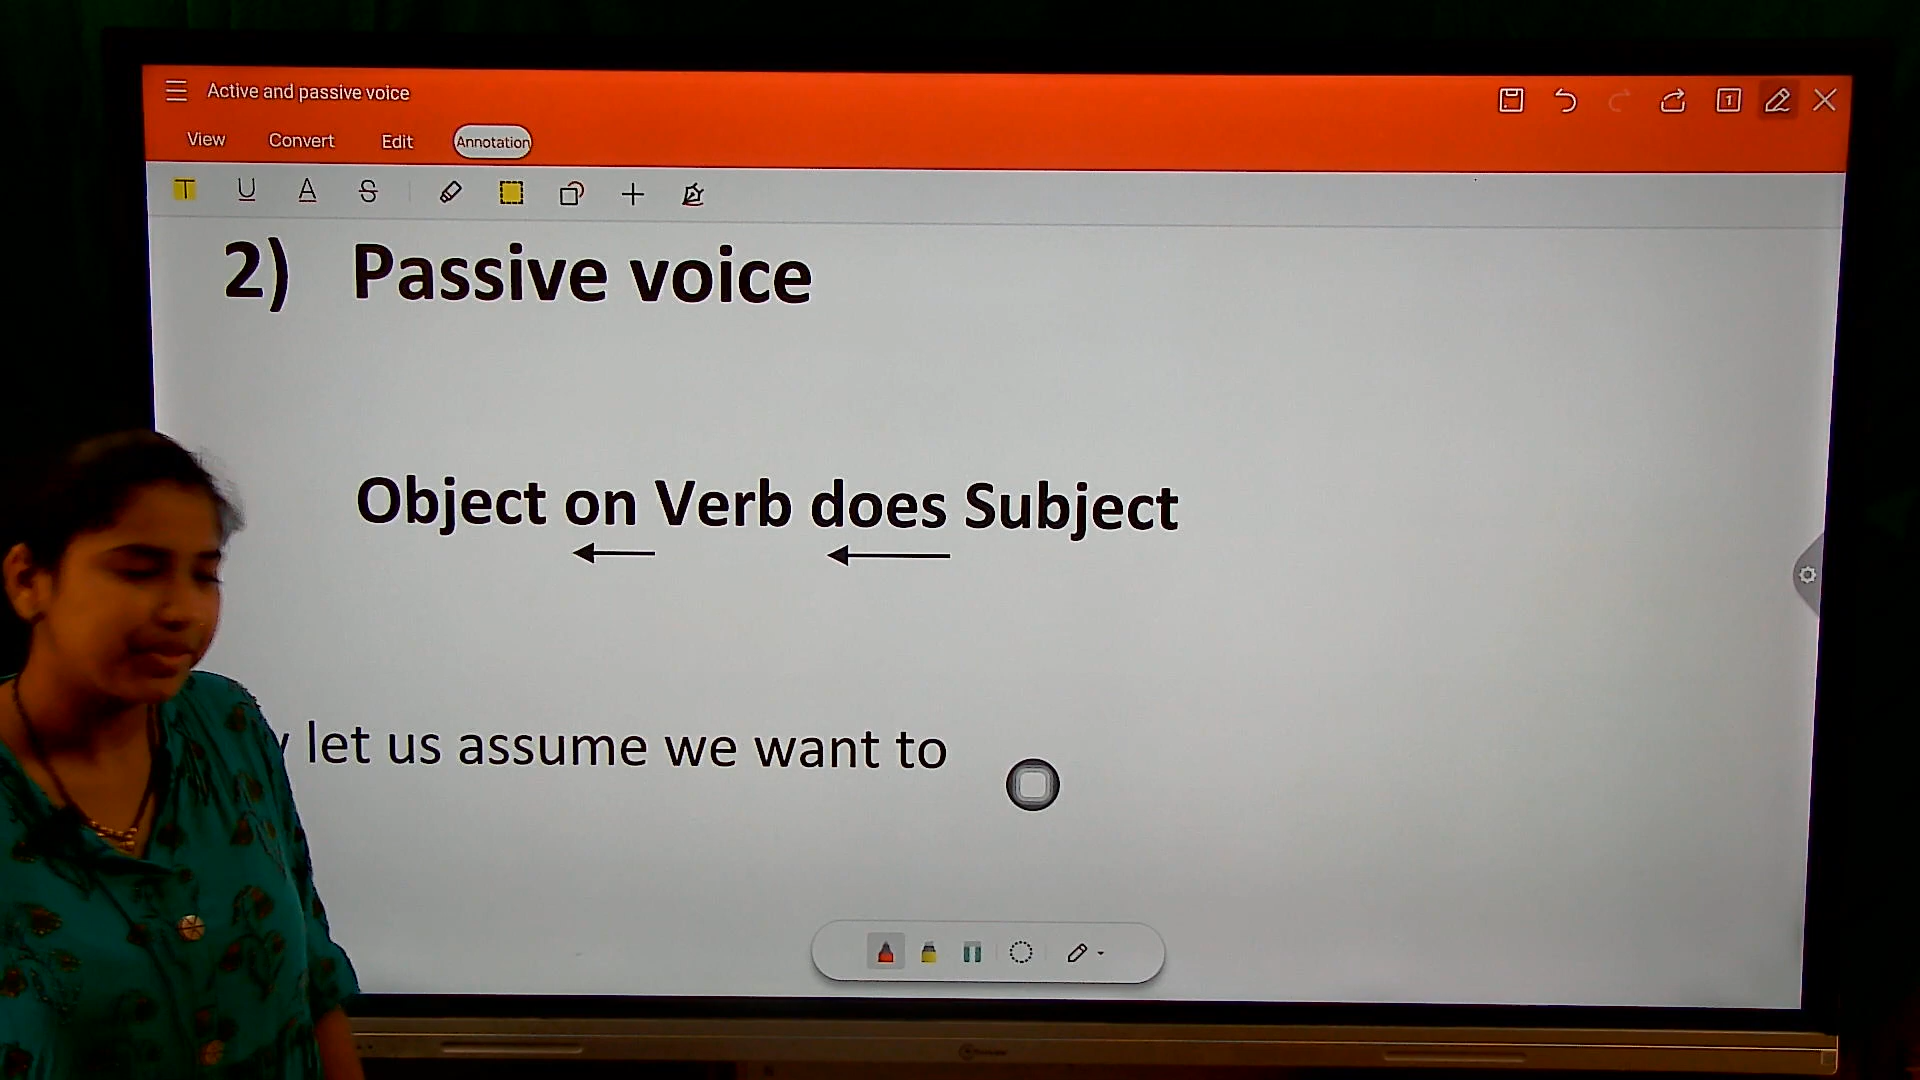 Active and passive voice
View Convert Edit Annotation
2) Passive voice
Object on Verb does Subject
let us assume we want to